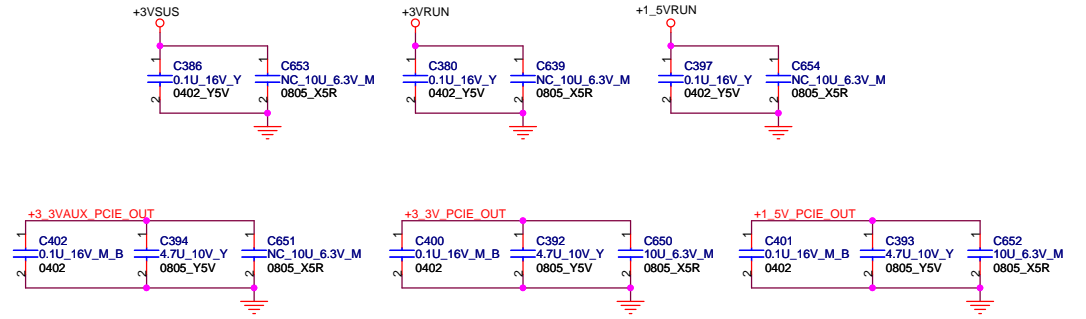 +3VSUS
+3VRUN
+1_5VRUN
1
C386
0.1U_16V_Y
0402_Y5V
2
1
C653
NC_10U_6.3V_M
0805_X5R
2
1
C380
0.1U_16V_Y
0402_Y5V
2
1
C639
NC_10U_6.3V_M
0805_X5R
2
1
C397
0.1U_16V_Y
0402_Y5V
2
1
C654
NC_10U_6.3V_M
0805_X5R
2
+3_3VAUX_PCIE_OUT
+3_3V_PCIE_OUT
+1_5V_PCIE_OUT
1
C402
0.1U_16V_M_B
0402
2
1
C394
4.7U_10V_Y
0805_Y5V
2
1
C651
NC_10U_6.3V_M
0805_X5R
2
1
C400
0.1U_16V_M_B
0402
2
1
C392
4.7U_10V_Y
0805_Y5V
2
1
C650
10U_6.3V_M
0805_X5R
2
1
C401
0.1U_16V_M_B
0402
2
1
C393
4.7U_10V_Y
0805_Y5V
2
1
C652
10U_6.3V_M
0805_X5R
2